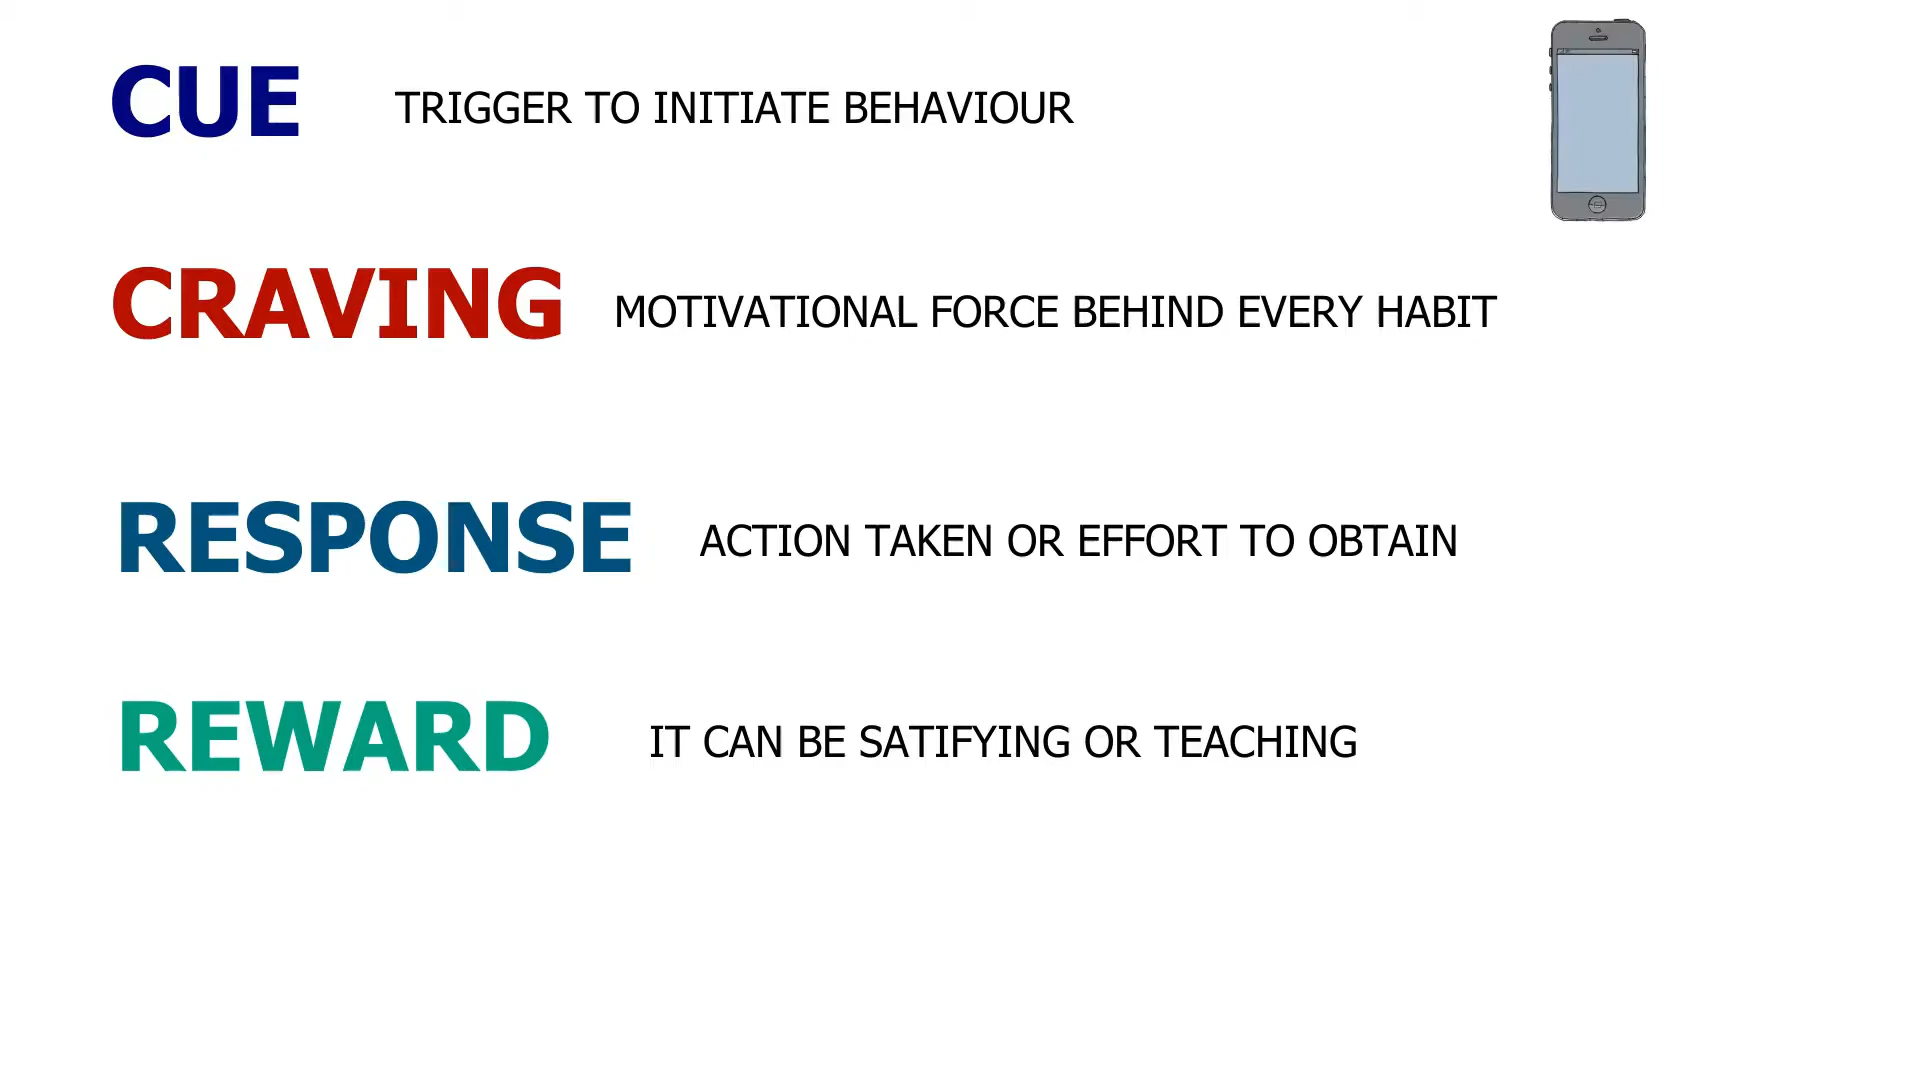 CUE TRIGGER TO INITIATE BEHAVIOUR
CRAVING MOTIVATIONAL FORCE BEHIND EVERY HABIT
RESPONSE ACTION TAKEN OR EFFORT TO OBTAIN
REWARD IT CAN BE SATIFYING OR TEACHING